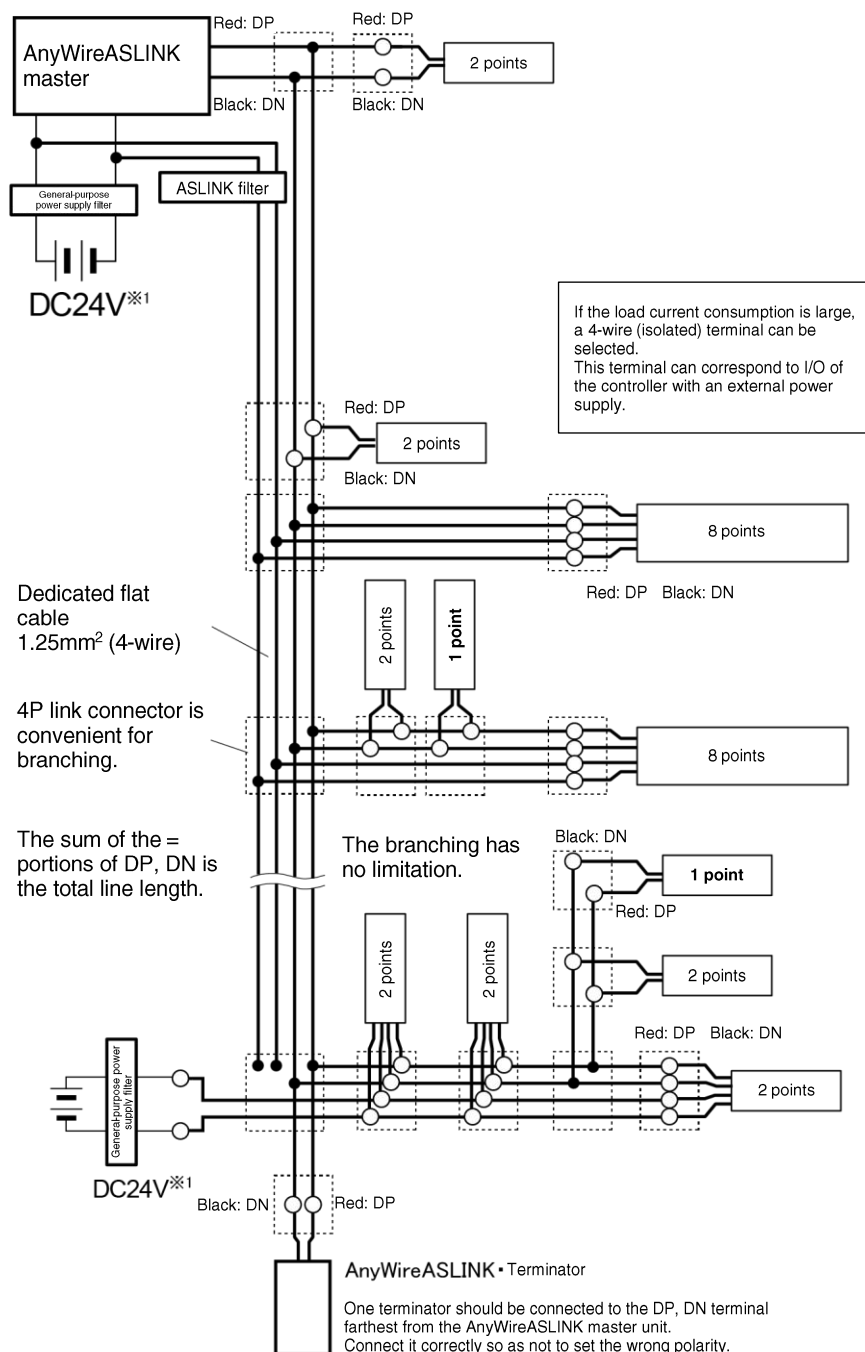 Red: DP
Red: DP
AnyWireASLINK
master
2 points
Black: DN
Black: DN
General-purpose
power supply filter
ASLINK filter
DC24V※1
If the load current consumption is large,
a 4-wire (isolated) terminal can be
selected.
This terminal can correspond to I/O of
the controller with an external power
supply.
Red: DP
2 points
Black: DN
8 points
Red: DP Black: DN
Dedicated flat
cable
1.25mm² (4-wire)
2 points
1 point
4P link connector is
convenient for
branching.
8 points
The sum of the =
portions of DP, DN is
the total line length.
The branching has
no limitation.
Black: DN
1 point
Red: DP
2 points
2 points
2 points
Red: DP Black: DN
2 points
General-purpose power
supply filter
DC24V※1
Black: DN
Red: DP
AnyWireASLINK・Terminator
One terminator should be connected to the DP, DN terminal
farthest from the AnyWireASLINK master unit.
Connect it correctly so as not to set the wrong polarity.